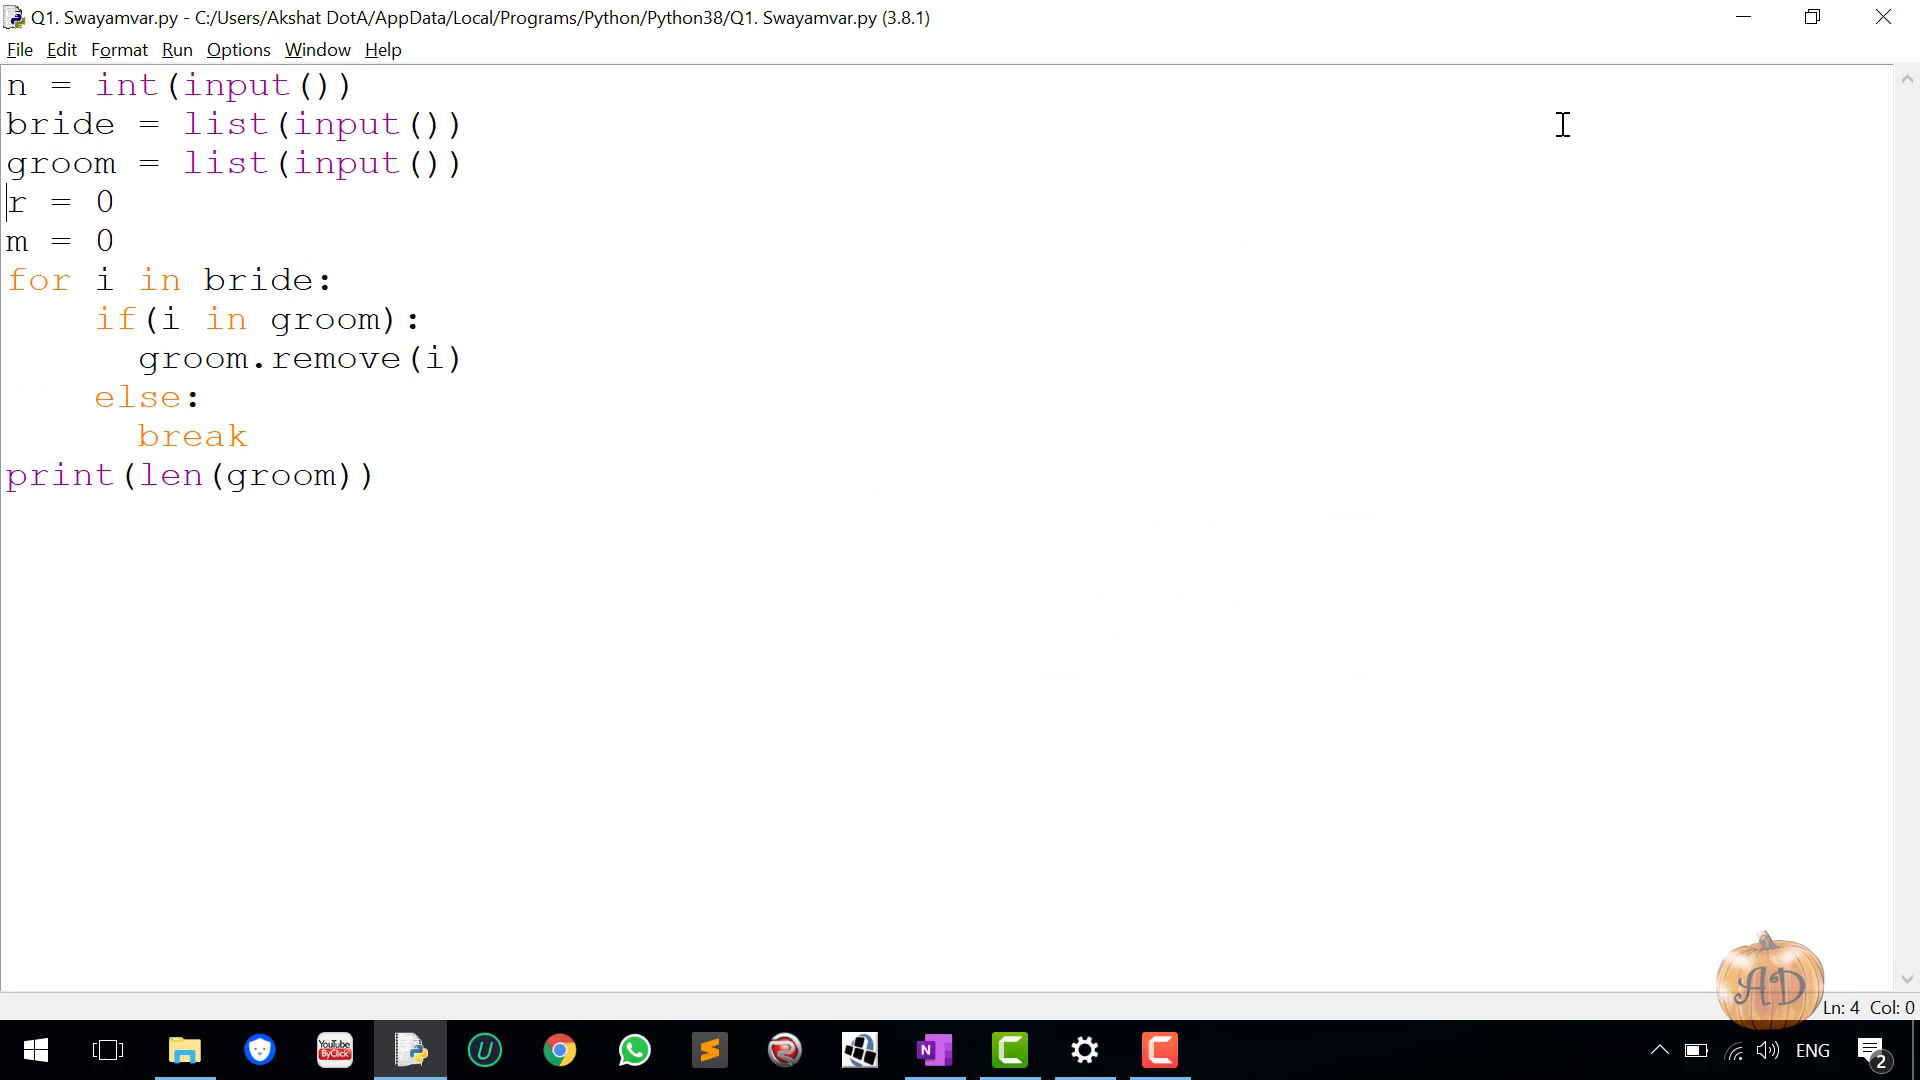 Q1. Swayamvar.py - C:/Users/Akshat DotA/AppData/Local/Programs/Python/Python38/Q1. Swayamvar.py (3.8.1)
File Edit Format Run Options Window Help
n = int(input())
bride = list(input())
groom = list(input())
r = 0
m = 0
for i in bride:
    if(i in groom):
      groom.remove(i)
    else:
      break
print(len(groom))
AD
Ln: 4 Col: 0
YouTube
ByClick
N
ENG
2